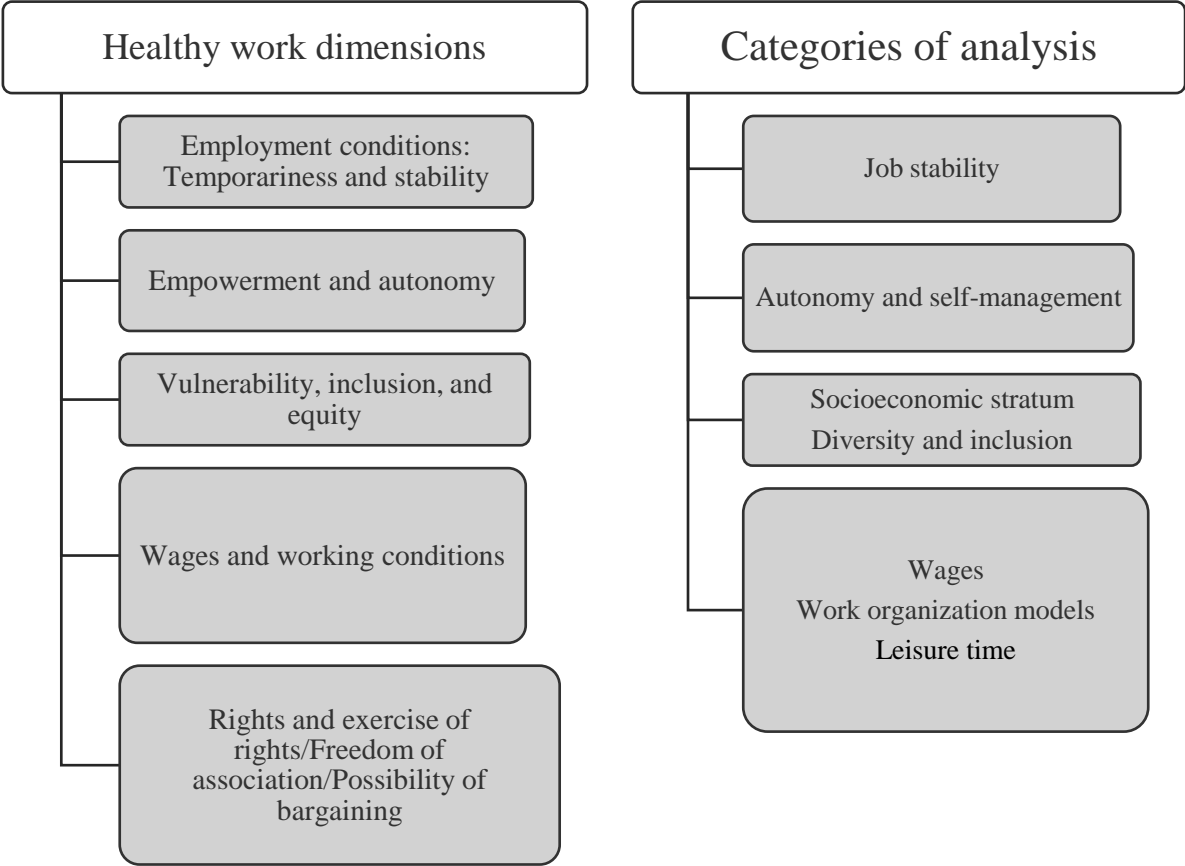 Healthy work dimensions
Employment conditions:
Temporariness and stability
Empowerment and autonomy
Vulnerability, inclusion, and
equity
Wages and working conditions
Rights and exercise of
rights/Freedom of
association/Possibility of
bargaining
Categories of analysis
Job stability
Autonomy and self-management
Socioeconomic stratum
Diversity and inclusion
Wages
Work organization models
Leisure time